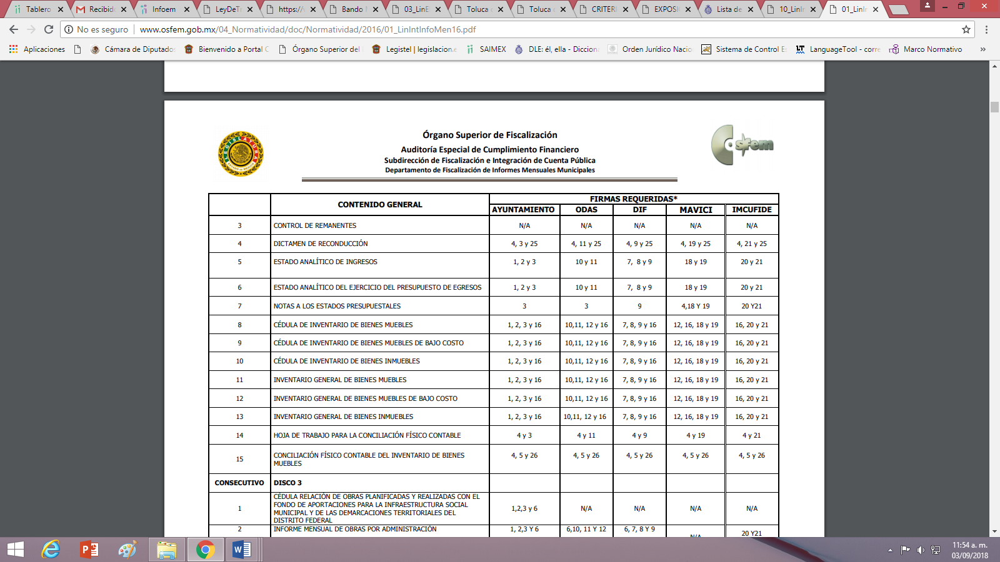 Tablero
Recibido
Infoem
LeyDeTr
https://
Bando M
03_LinE
Toluca
Toluca
CRITERI
EXPOSI
Lista de
10_LinIn
01_LinIn
No es seguro
www.osfem.gob.mx/04_Normatividad/doc/Normatividad/2016/01_LinIntInfoMen16.pdf
Aplicaciones
Cámara de Diputados
Bienvenido a Portal C
Órgano Superior del
Legistel | legislacion.e
SAIMEX
DLE: él, ella - Diccion
Orden Jurídico Nacio
Sistema de Control E
LanguageTool - corre
Marco Normativo
»
LEGISLATURA
ESTADO DE MÉXICO
Órgano Superior de Fiscalización
Auditoría Especial de Cumplimiento Financiero
Subdirección de Fiscalización e Integración de Cuenta Pública
Departamento de Fiscalización de Informes Mensuales Municipales
osfem
CONTENIDO GENERAL FIRMAS REQUERIDAS*
AYUNTAMIENTO ODAS DIF MAVICI IMCUFIDE
3 CONTROL DE REMANENTES N/A N/A N/A N/A N/A
4 DICTAMEN DE RECONDUCCIÓN 4, 3 y 25 4, 11 y 25 4, 9 y 25 4, 19 y 25 4, 21 y 25
5 ESTADO ANALÍTICO DE INGRESOS 1, 2 y 3 10 y 11 7, 8 y 9 18 y 19 20 y 21
6 ESTADO ANALÍTICO DEL EJERCICIO DEL PRESUPUESTO DE EGRESOS 1, 2 y 3 10 y 11 7, 8 y 9 18 y 19 20 y 21
7 NOTAS A LOS ESTADOS PRESUPUESTALES 3 3 9 4,18 Y 19 20 Y21
8 CÉDULA DE INVENTARIO DE BIENES MUEBLES 1, 2, 3 y 16 10,11, 12 y 16 7, 8, 9 y 16 12, 16, 18 y 19 16, 20 y 21
9 CÉDULA DE INVENTARIO DE BIENES MUEBLES DE BAJO COSTO 1, 2, 3 y 16 10,11, 12 y 16 7, 8, 9 y 16 12, 16, 18 y 19 16, 20 y 21
10 CÉDULA DE INVENTARIO DE BIENES INMUEBLES 1, 2, 3 y 16 10,11, 12 y 16 7, 8, 9 y 16 12, 16, 18 y 19 16, 20 y 21
11 INVENTARIO GENERAL DE BIENES MUEBLES 1, 2, 3 y 16 10,11, 12 y 16 7, 8, 9 y 16 12, 16, 18 y 19 16, 20 y 21
12 INVENTARIO GENERAL DE BIENES MUEBLES DE BAJO COSTO 1, 2, 3 y 16 10,11, 12 y 16 7, 8, 9 y 16 12, 16, 18 y 19 16, 20 y 21
13 INVENTARIO GENERAL DE BIENES INMUEBLES 1, 2, 3 y 16 10,11, 12 y 16 7, 8, 9 y 16 12, 16, 18 y 19 16, 20 y 21
14 HOJA DE TRABAJO PARA LA CONCILIACIÓN FÍSICO CONTABLE 4 y 3 4 y 11 4 y 9 4 y 19 4 y 21
15 CONCILIACIÓN FÍSICO CONTABLE DEL INVENTARIO DE BIENES 4, 5 y 26 4, 5 y 26 4, 5 y 26 4, 5 y 26 4, 5 y 26
MUEBLES
CONSECUTIVO DISCO 3
CÉDULA RELACIÓN DE OBRAS PLANIFICADAS Y REALIZADAS CON EL
FONDO DE APORTACIONES PARA LA INFRAESTRUCTURA SOCIAL
1 MUNICIPAL Y DE LAS DEMARCACIONES TERRITORIALES DEL 1,2,3 y 6 N/A N/A N/A N/A
DISTRITO FEDERAL
2 INFORME MENSUAL DE OBRAS POR ADMINISTRACIÓN 1, 2,3 Y 6 6,10, 11 Y 12 6, 7, 8 Y 9 N/A 20 Y21
11:54 a. m.
03/09/2018